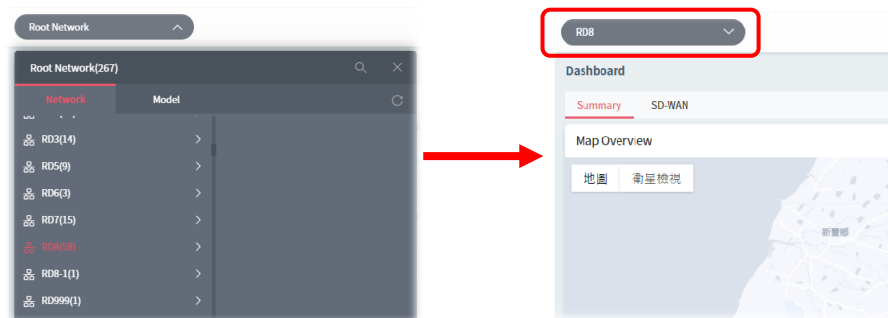 Root Network
Root Network(267)
Network
Model
RD3(14)
RD5(9)
RD6(3)
RD7(15)
RD8(58)
RD8-1(1)
RD999(1)
RD8
Dashboard
Summary
SD-WAN
Map Overview
地圖
衛星檢視
新豐鄉